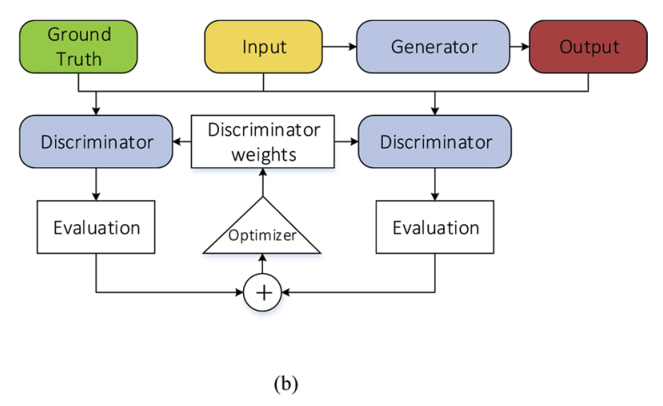 Ground
Truth
Input
Generator
Output
Discriminator
Discriminator
weights
Discriminator
Evaluation
Optimizer
Evaluation
+
(b)